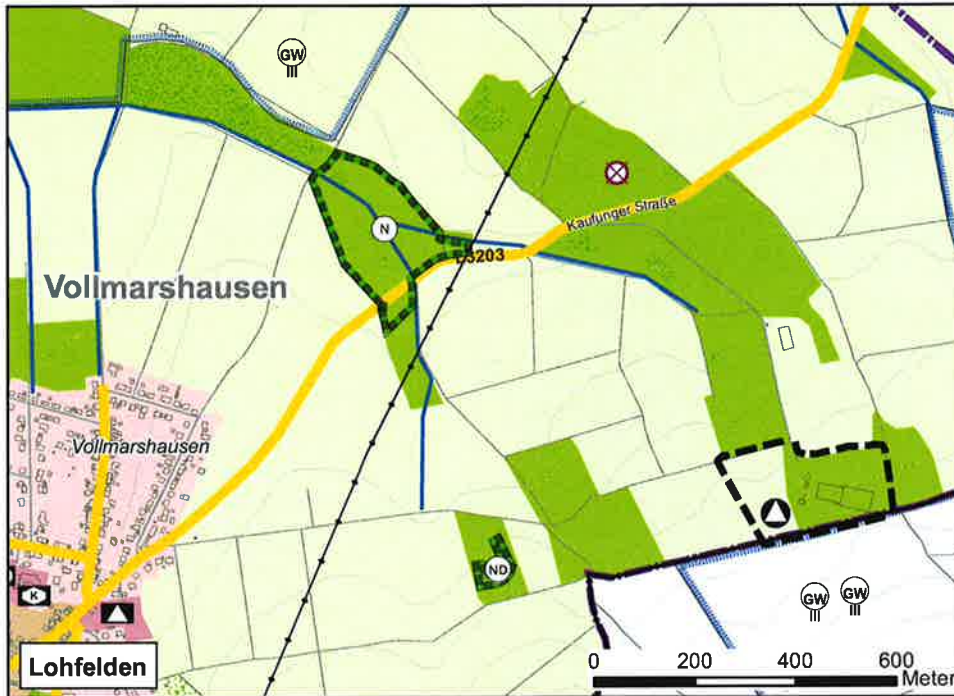 GW
Kaufunger Straße
N
L3203
Vollmarshausen
Vollmarshausen
ND
K
GW
GW
Lohfelden
0 200 400 600
Meter